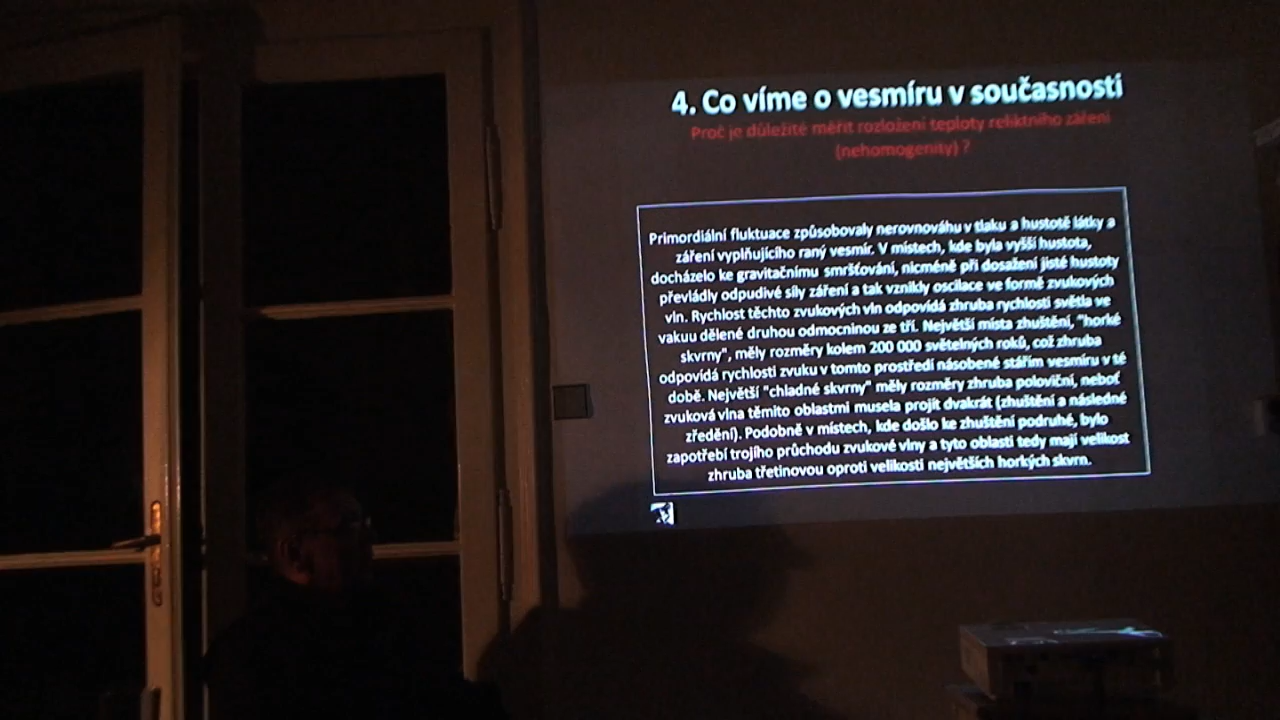 4. Co víme o vesmíru v současnosti
Proč je důležité měřit rozložení teploty reliktního záření
(nehomogenity) ?
Primordiální fluktuace způsobovaly nerovnováhu v tlaku a hustotě látky a
záření vyplňujícího raný vesmír. V místech, kde byla vyšší hustota,
docházelo ke gravitačnímu smršťování, nicméně při dosažení jisté hustoty
převládly odpudivé síly záření a tak vznikly oscilace ve formě zvukových
vln. Rychlost těchto zvukových vln odpovídá zhruba rychlosti světla ve
vakuu dělené druhou odmocninou ze tří. Největší místa zhuštění, "horké
skvrny", měly rozměry kolem 200 000 světelných roků, což zhruba
odpovídá rychlosti zvuku v tomto prostředí násobené stářím vesmíru v té
době. Největší "chladné skvrny" měly rozměry zhruba poloviční, neboť
zvuková vlna těmito oblastmi musela projít dvakrát (zhuštění a následné
zředění). Podobně v místech, kde došlo ke zhuštění podruhé, bylo
zapotřebí trojího průchodu zvukové vlny a tyto oblasti tedy mají velikost
zhruba třetinovou oproti velikosti největších horkých skvrn.